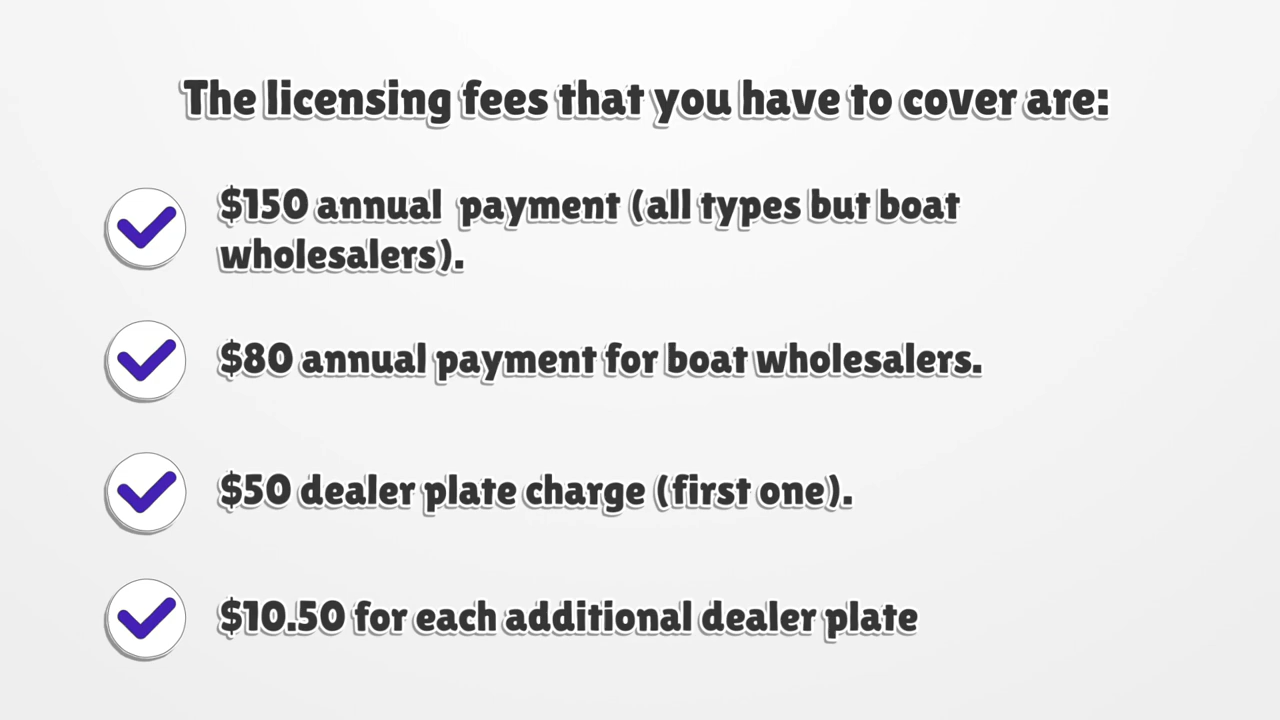 The licensing fees that you have to cover are:
$150 annual  payment (all types but boat
wholesalers).
$80 annual payment for boat wholesalers.
$50 dealer plate charge (first one).
$10.50 for each additional dealer plate